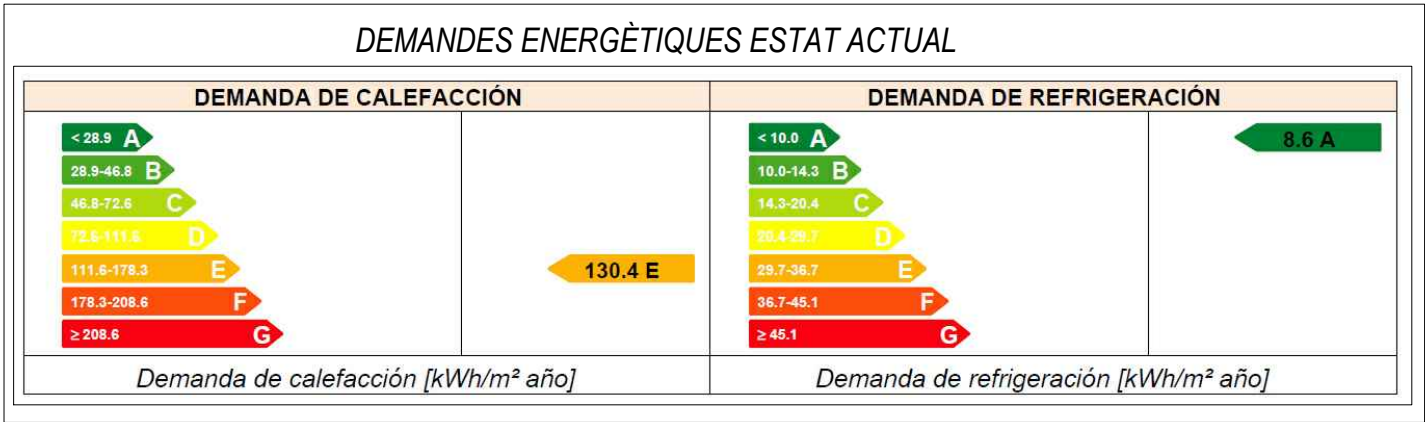 DEMANDES ENERGÈTIQUES ESTAT ACTUAL
DEMANDA DE CALEFACCIÓN
< 28.9 A
28.9-46.8 B
46.8-72.6 C
72.6-111.6 D
111.6-178.3 E
178.3-208.6 F
≥ 208.6 G
130.4 E
Demanda de calefacción [kWh/m² año]
DEMANDA DE REFRIGERACIÓN
< 10.0 A
10.0-14.3 B
14.3-20.4 C
20.4-29.7 D
29.7-36.7 E
36.7-45.1 F
≥ 45.1 G
8.6 A
Demanda de refrigeración [kWh/m² año]